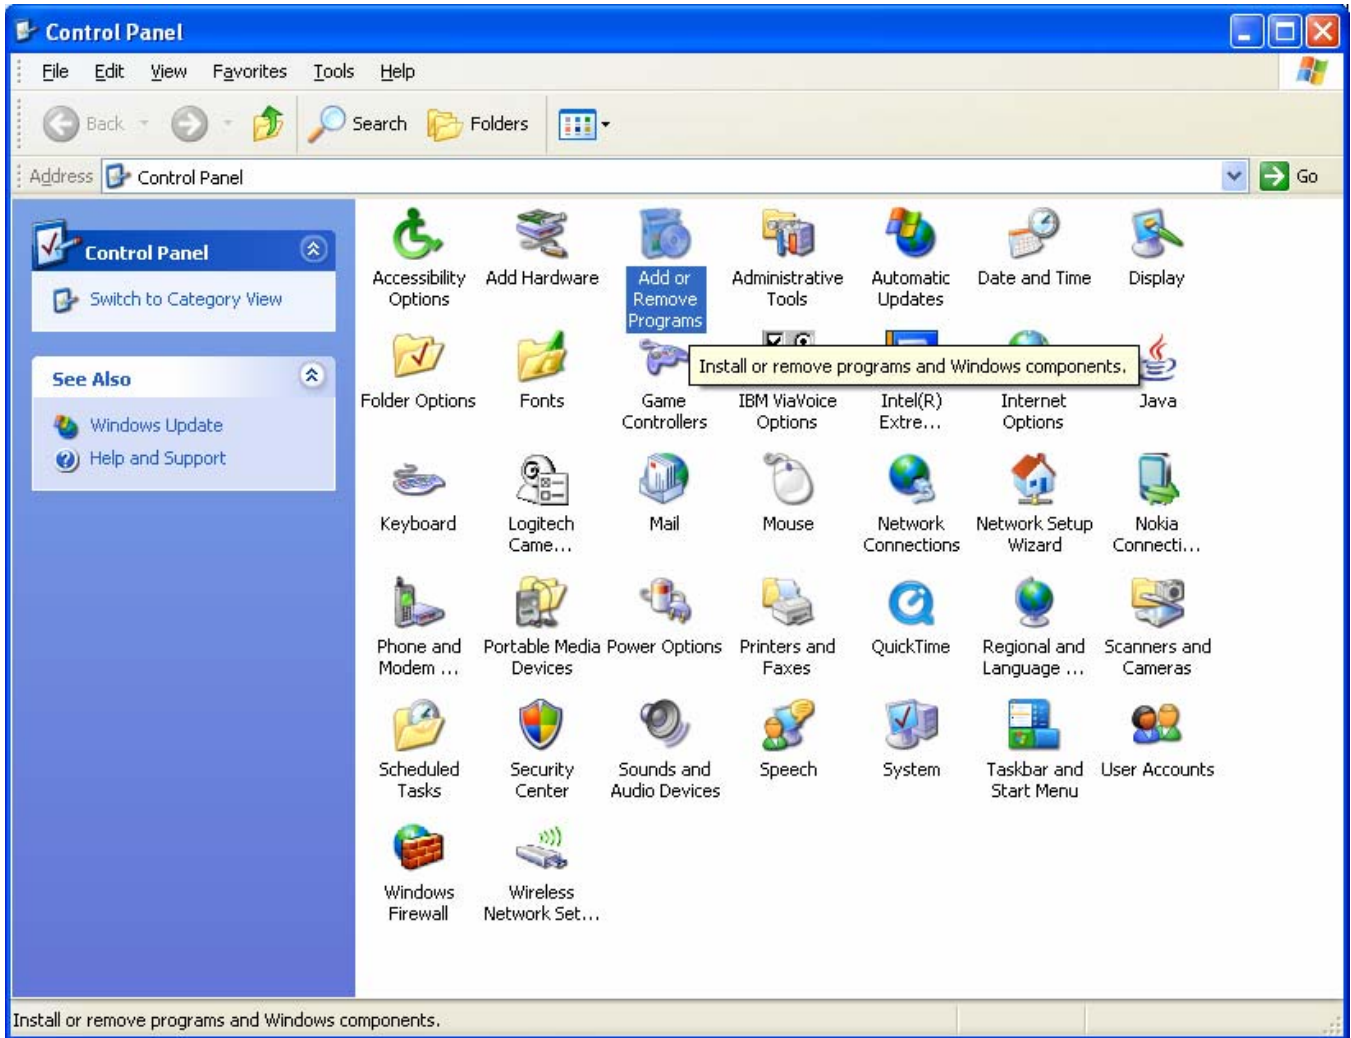 Control Panel
File Edit View Favorites Tools Help
Back Search Folders
Address Control Panel Go
Control Panel
Switch to Category View
See Also
Windows Update
Help and Support
Accessibility
Options
Add Hardware
Add or
Remove
Programs
Administrative
Tools
Automatic
Updates
Date and Time
Display
Install or remove programs and Windows components.
Folder Options
Fonts
Game
Controllers
IBM ViaVoice
Options
Intel(R)
Extre...
Internet
Options
Java
Keyboard
Logitech
Came...
Mail
Mouse
Network
Connections
Network Setup
Wizard
Nokia
Connecti...
Phone and
Modem ...
Portable Media
Devices
Power Options
Printers and
Faxes
QuickTime
Regional and
Language ...
Scanners and
Cameras
Scheduled
Tasks
Security
Center
Sounds and
Audio Devices
Speech
System
Taskbar and
Start Menu
User Accounts
Windows
Firewall
Wireless
Network Set...
Install or remove programs and Windows components.